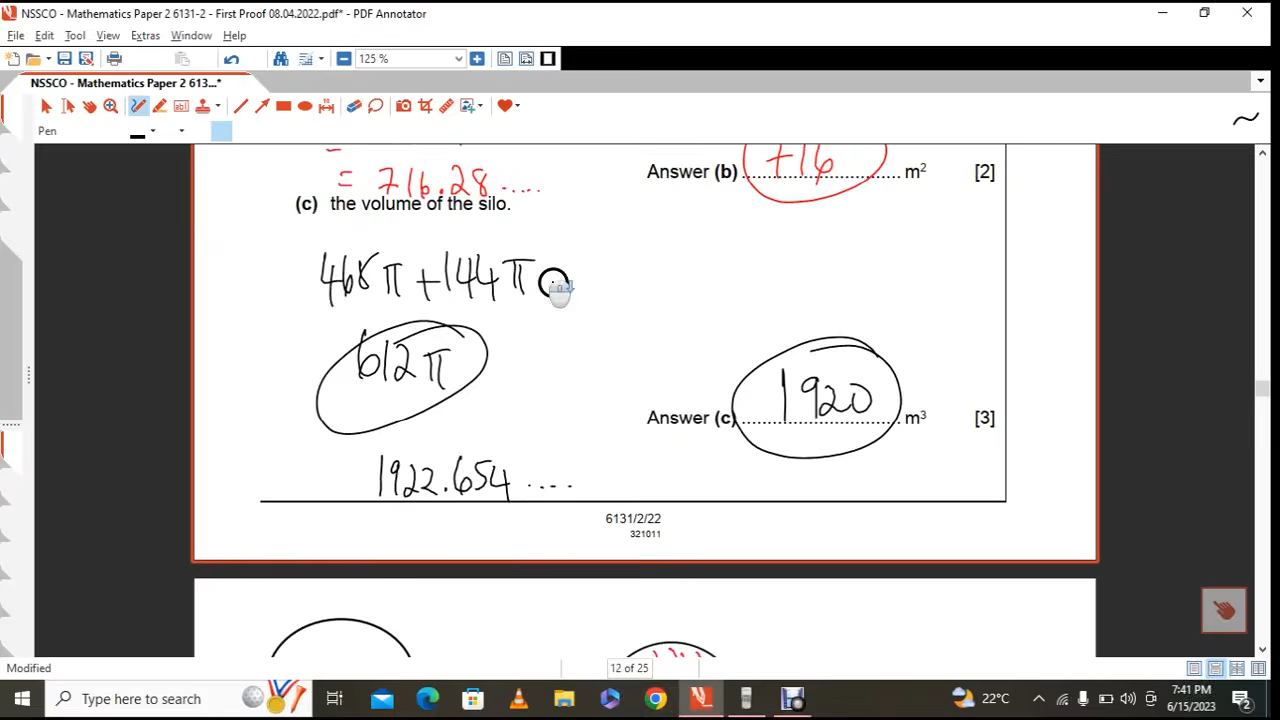 NSSCO - Mathematics Paper 2 6131-2 - First Proof 08.04.2022.pdf* - PDF Annotator
File Edit Tool View Extras Window Help
125 %
NSSCO - Mathematics Paper 2 613...*
Pen
+16
Answer (b) ................................ m² [2]
= 716.28 .....
(c) the volume of the silo.
468π + 144π
612π
1920
Answer (c) ................................ m³ [3]
1922.654 ....
6131/2/22
321011
Modified
12 of 25
Type here to search
22°C
7:41 PM
6/15/2023
2